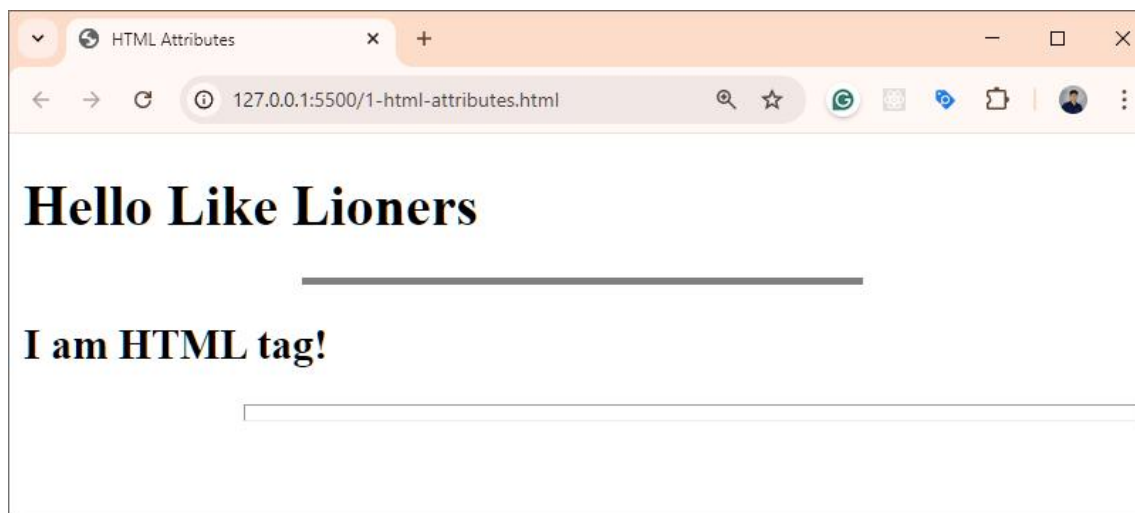 HTML Attributes
127.0.0.1:5500/1-html-attributes.html
Hello Like Lioners
I am HTML tag!